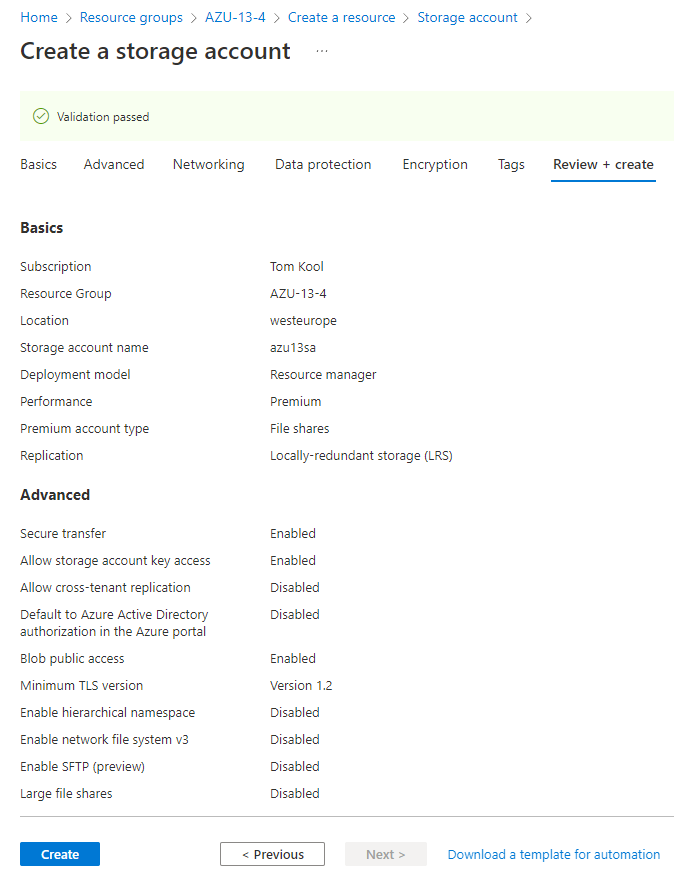 Home > Resource groups > AZU-13-4 > Create a resource > Storage account >
Create a storage account ...
Validation passed
Basics Advanced Networking Data protection Encryption Tags Review + create
Basics
Subscription Tom Kool
Resource Group AZU-13-4
Location westeurope
Storage account name azu13sa
Deployment model Resource manager
Performance Premium
Premium account type File shares
Replication Locally-redundant storage (LRS)
Advanced
Secure transfer Enabled
Allow storage account key access Enabled
Allow cross-tenant replication Disabled
Default to Azure Active Directory Disabled
authorization in the Azure portal
Blob public access Enabled
Minimum TLS version Version 1.2
Enable hierarchical namespace Disabled
Enable network file system v3 Disabled
Enable SFTP (preview) Disabled
Large file shares Disabled
Create < Previous Next > Download a template for automation